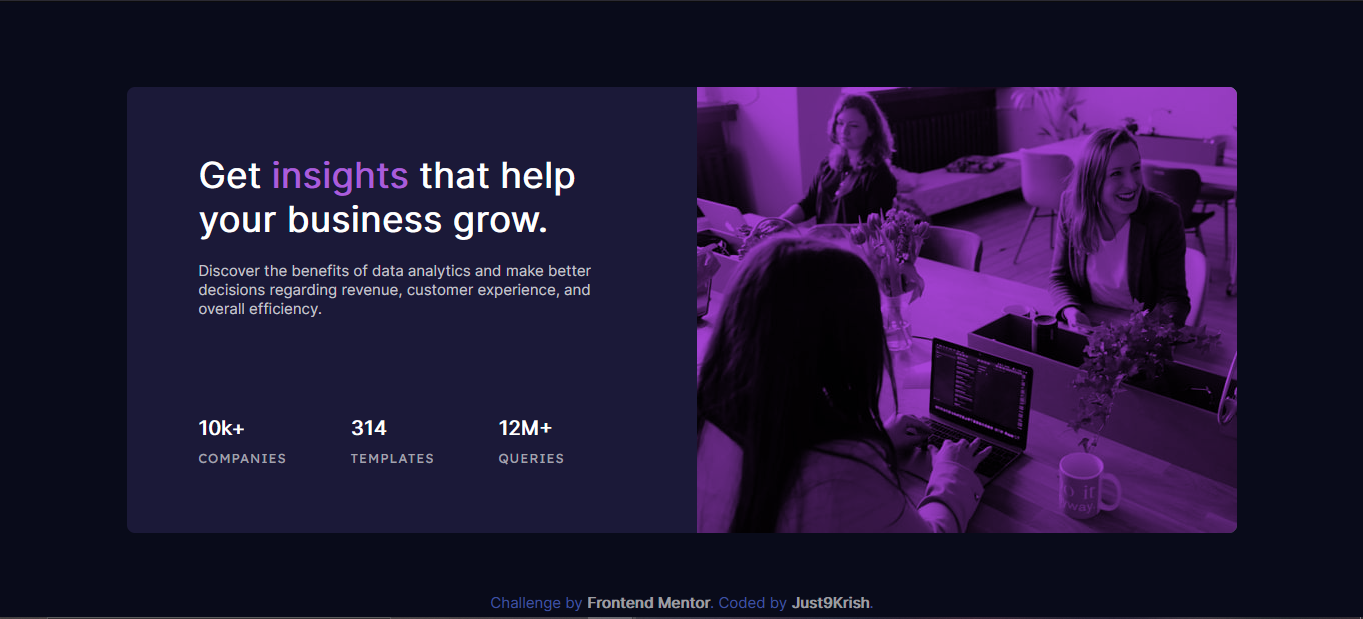 Get insights that help
your business grow.
Discover the benefits of data analytics and make better
decisions regarding revenue, customer experience, and
overall efficiency.
10k+ 314 12M+
COMPANIES TEMPLATES QUERIES
Challenge by Frontend Mentor. Coded by Just9Krish.